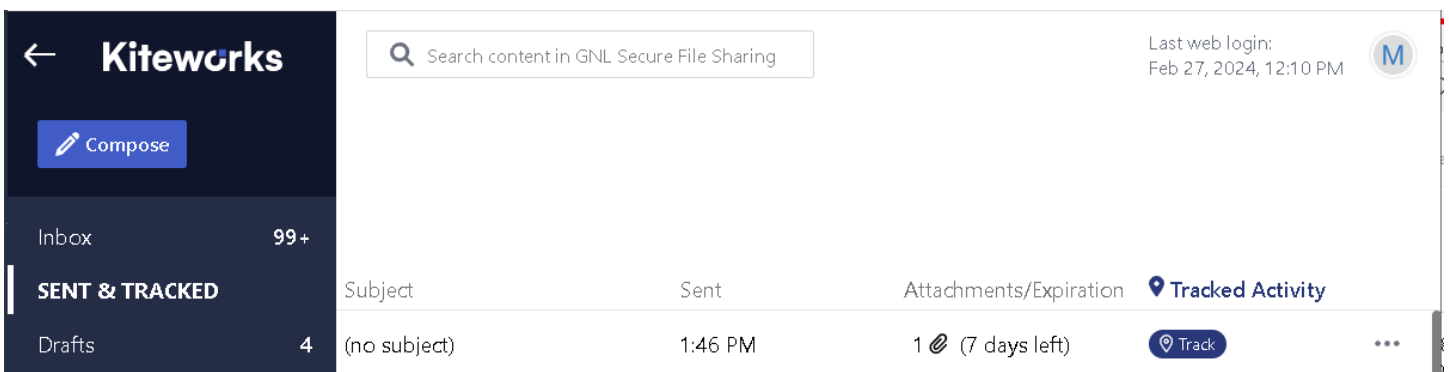 Kiteworks
Search content in GNL Secure File Sharing
Last web login:
Feb 27, 2024, 12:10 PM
M
Compose
Inbox 99+
SENT & TRACKED
Drafts 4
Subject Sent Attachments/Expiration Tracked Activity
(no subject) 1:46 PM 1 (7 days left) Track